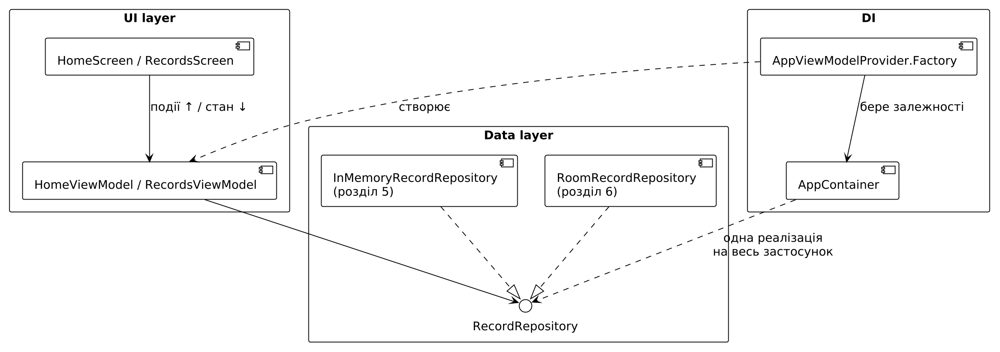 UI layer
HomeScreen / RecordsScreen
події ↑ / стан ↓
HomeViewModel / RecordsViewModel
створює
DI
AppViewModelProvider.Factory
бере залежності
AppContainer
Data layer
InMemoryRecordRepository
(розділ 5)
RoomRecordRepository
(розділ 6)
одна реалізація
на весь застосунок
RecordRepository